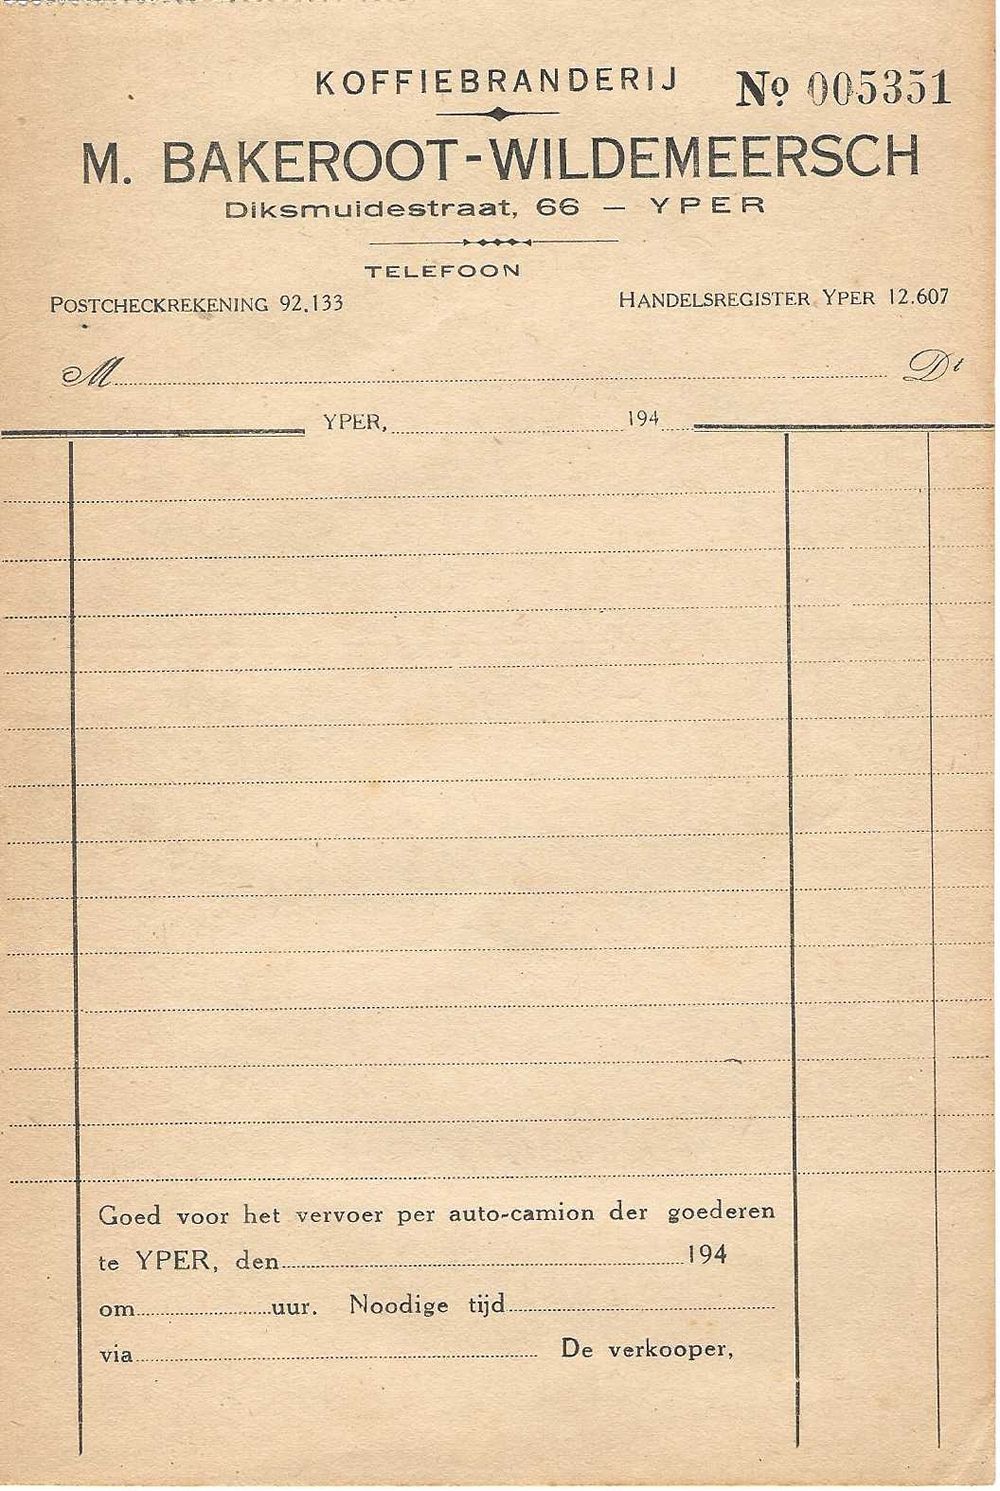 KOFFIEBRANDERIJ
Nº 005351
M. BAKEROOT-WILDEMEERSCH
Diksmuidestraat, 66 — YPER
TELEFOON
POSTCHECKREKENING 92.133
HANDELSREGISTER YPER 12.607
M Dt
YPER, 194
Goed voor het vervoer per auto-camion der goederen
te YPER, den 194
om uur. Noodige tijd
via De verkooper,